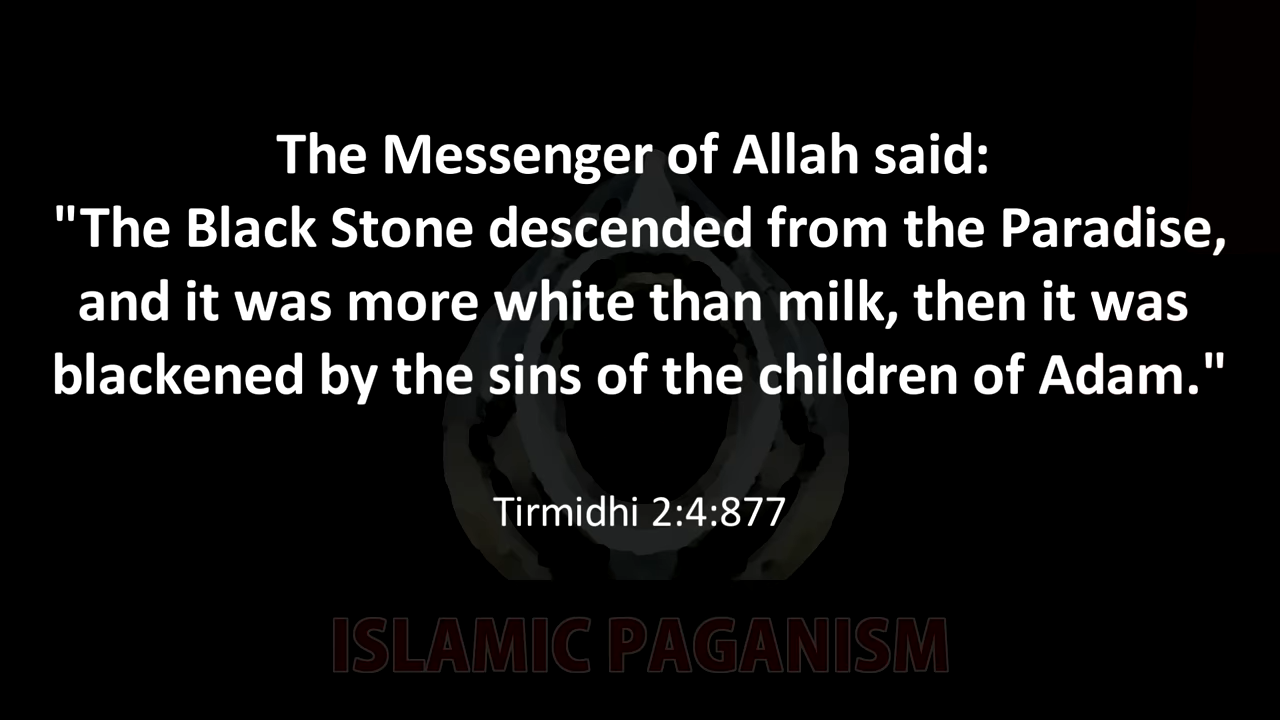 The Messenger of Allah said:
"The Black Stone descended from the Paradise,
and it was more white than milk, then it was
blackened by the sins of the children of Adam."
Tirmidhi 2:4:877
ISLAMIC PAGANISM